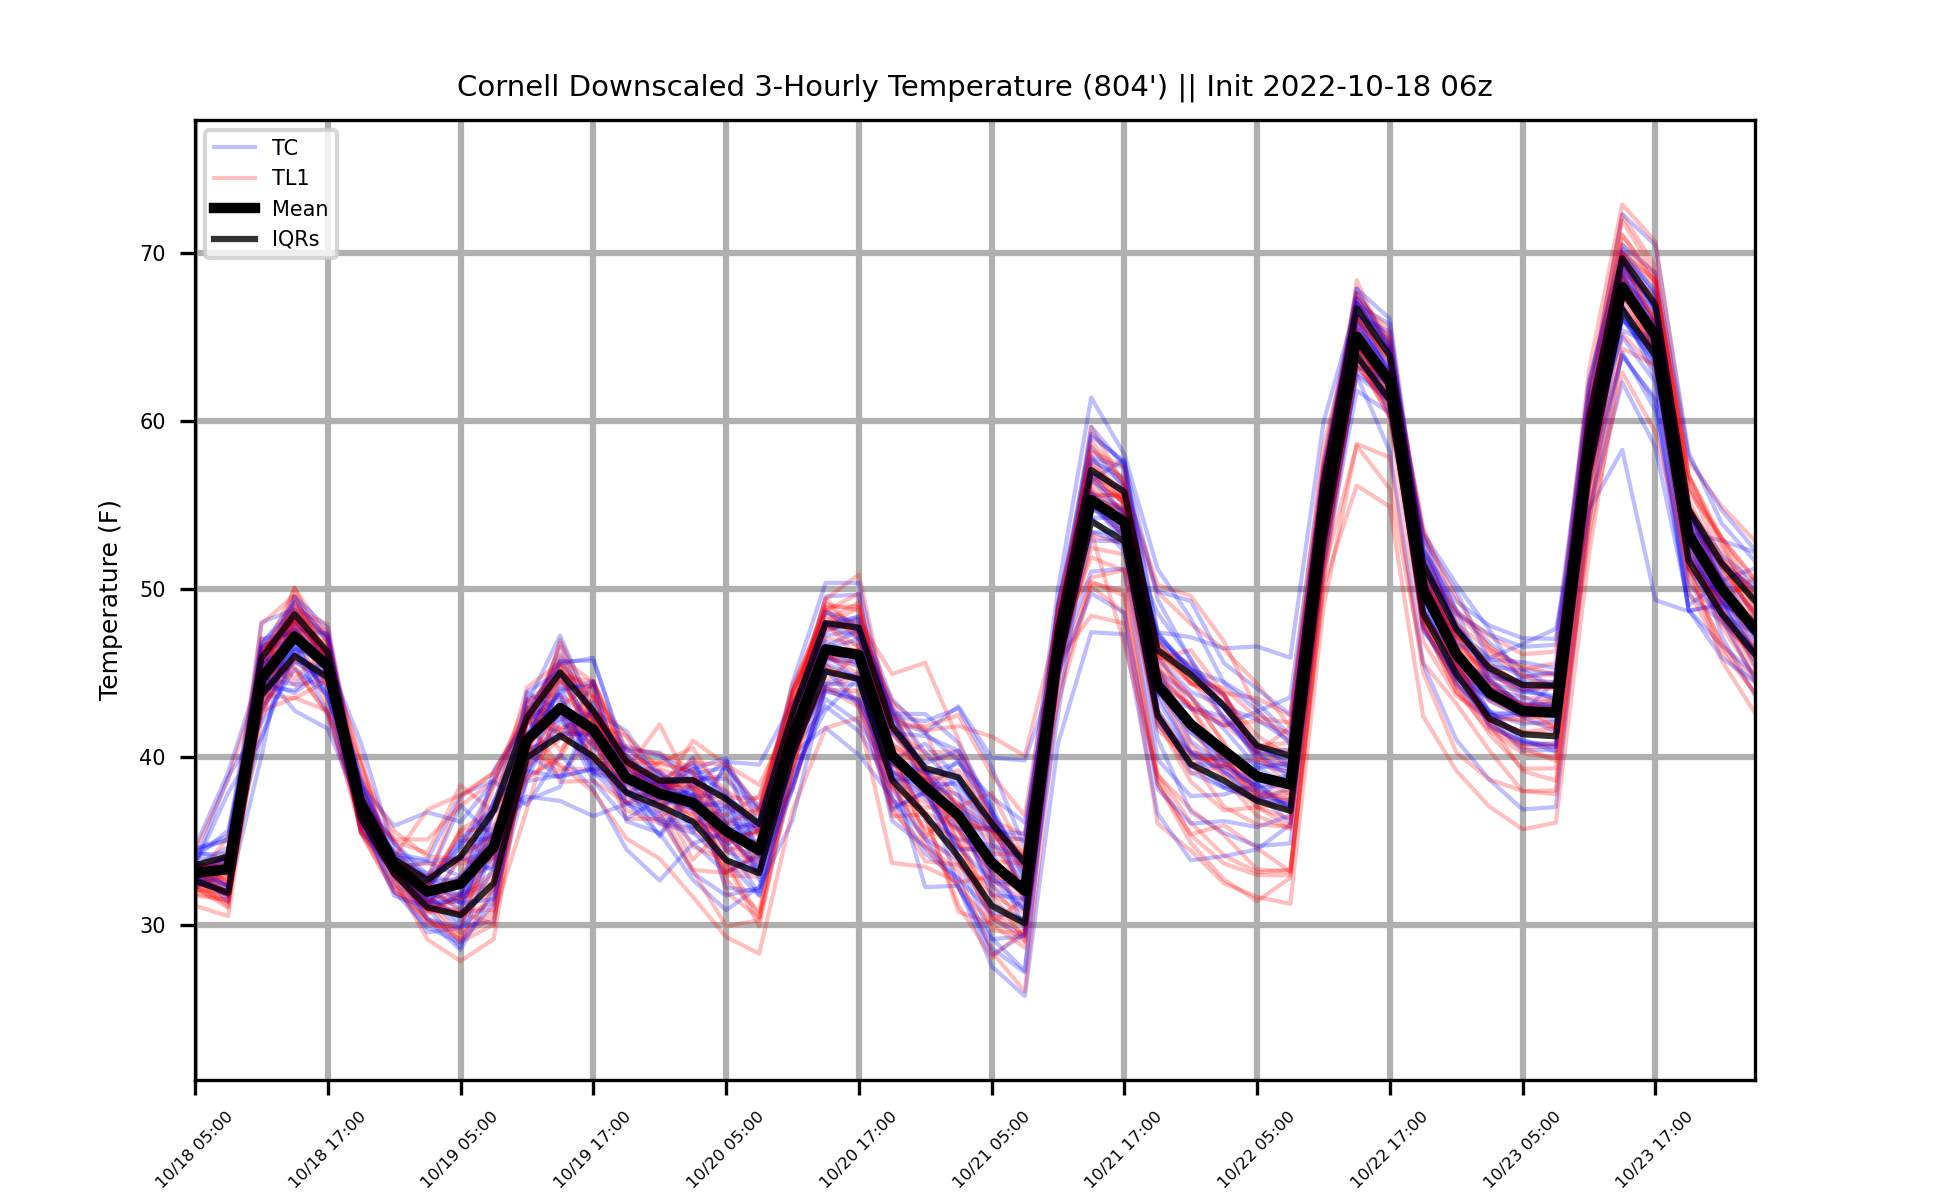 Cornell Downscaled 3-Hourly Temperature (804') || Init 2022-10-18 06z
TC
TL1
Mean
IQRs
Temperature (F)
70
60
50
40
30
10/18 05:00
10/18 17:00
10/19 05:00
10/19 17:00
10/20 05:00
10/20 17:00
10/21 05:00
10/21 17:00
10/22 05:00
10/22 17:00
10/23 05:00
10/23 17:00